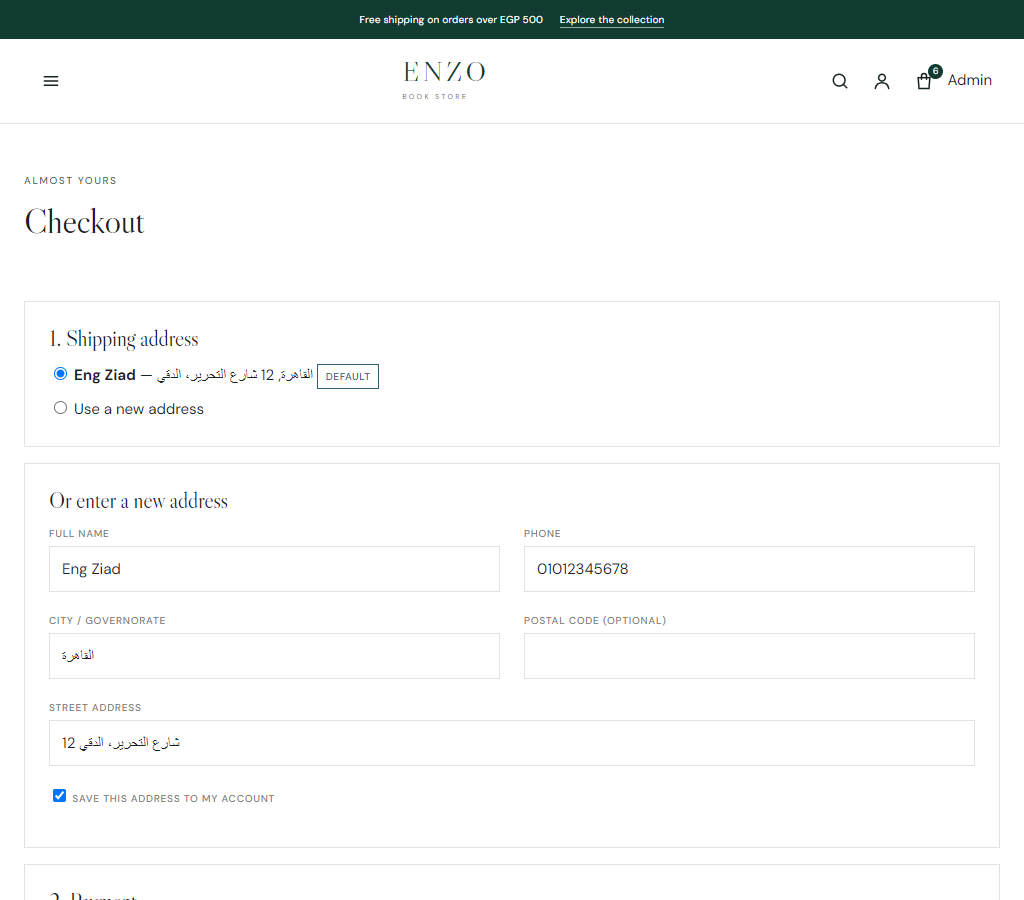 Free shipping on orders over EGP 500 Explore the collection
ENZO
BOOK STORE
6
Admin
ALMOST YOURS
Checkout
1. Shipping address
Eng Ziad — القاهرة, 12 شارع التحرير، الدقي DEFAULT
Use a new address
Or enter a new address
FULL NAME
Eng Ziad
PHONE
01012345678
CITY / GOVERNORATE
القاهرة
POSTAL CODE (OPTIONAL)
STREET ADDRESS
12 شارع التحرير، الدقي
SAVE THIS ADDRESS TO MY ACCOUNT
2. Payment